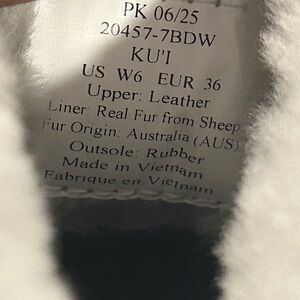 PK 06/25
20457-7BDW
KU'I
US W6 EUR 36
Upper: Leather
Liner: Real Fur from Sheep
Fur Origin: Australia (AUS)
Outsole: Rubber
Made in Vietnam
Fabriqué en Vietnam